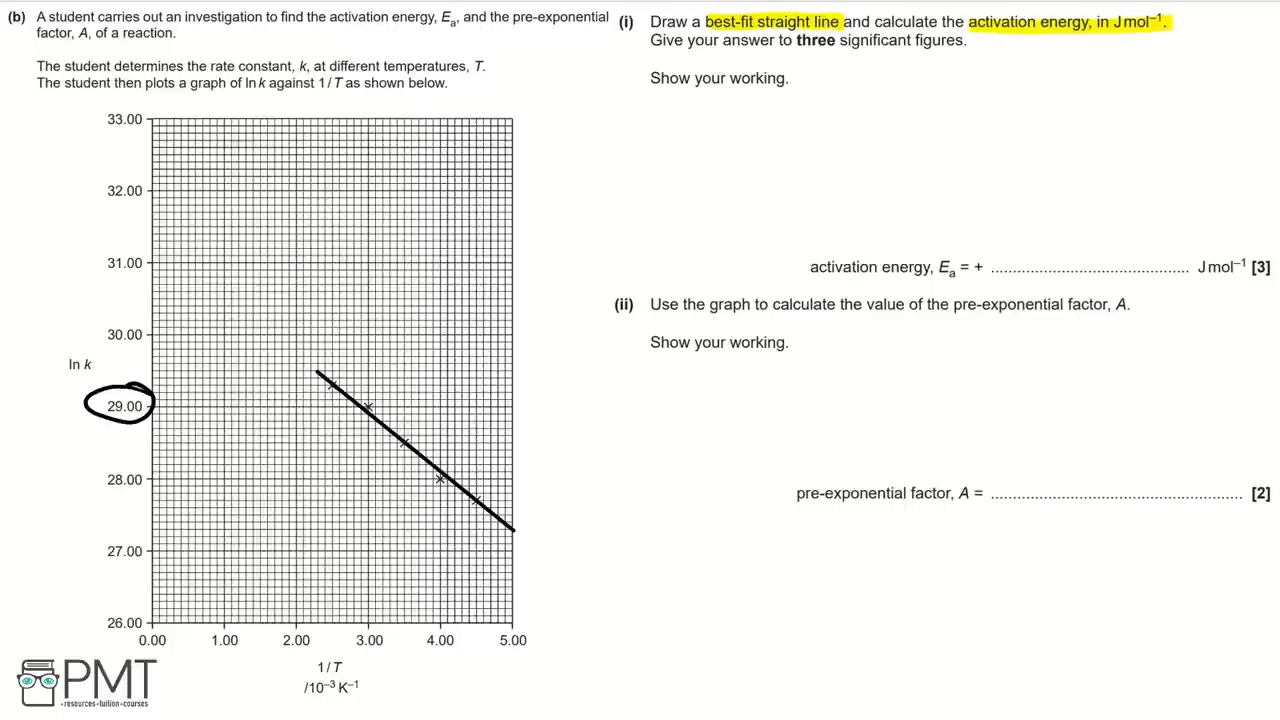 (b) A student carries out an investigation to find the activation energy, Eₐ, and the pre-exponential
factor, A, of a reaction.
The student determines the rate constant, k, at different temperatures, T.
The student then plots a graph of ln k against 1 / T as shown below.
33.00
32.00
31.00
30.00
ln k
29.00
28.00
27.00
26.00
0.00 1.00 2.00 3.00 4.00 5.00
1 / T
/10⁻³ K⁻¹
PMT
•resources•tuition•courses
(i) Draw a best-fit straight line and calculate the activation energy, in J mol⁻¹.
Give your answer to three significant figures.
Show your working.
activation energy, Eₐ = + ............................................. J mol⁻¹ [3]
(ii) Use the graph to calculate the value of the pre-exponential factor, A.
Show your working.
pre-exponential factor, A = ......................................................... [2]